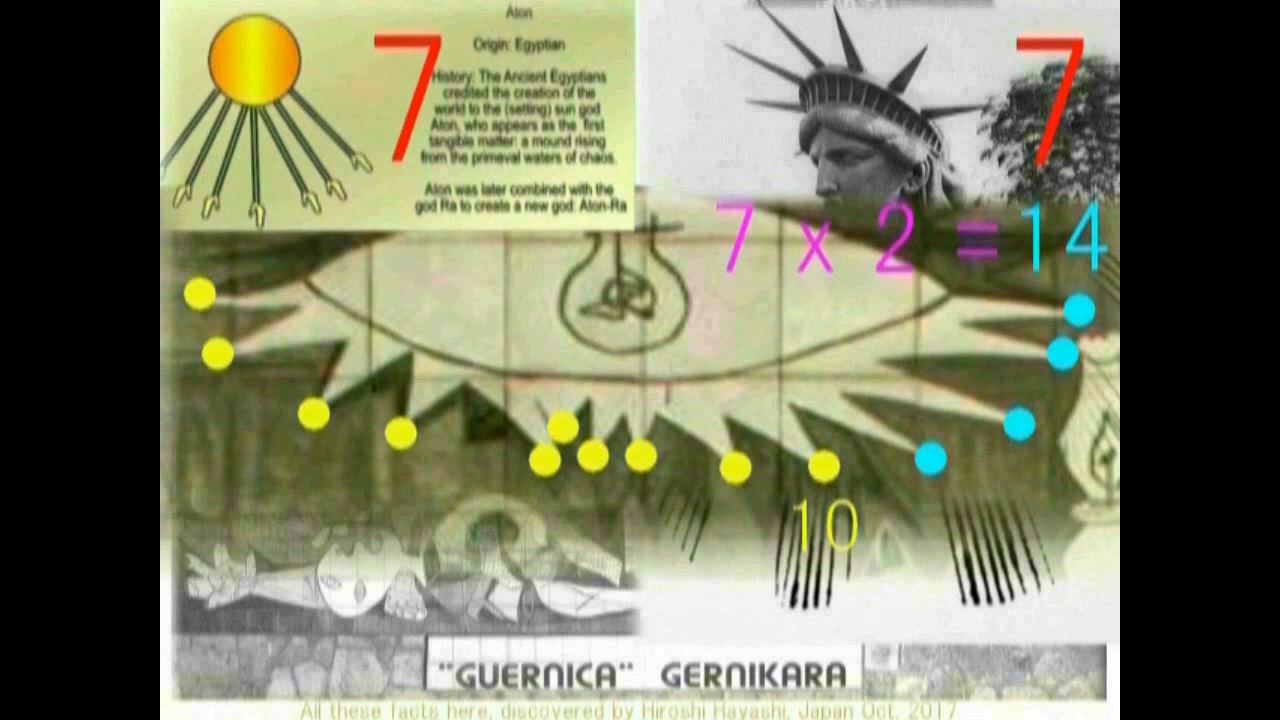 Aton
Origin: Egyptian
7
History: The Ancient Egyptians
credited the creation of the
world to the (setting) sun god
Aton, who appears as the first
tangible matter: a mound rising
from the primeval waters of chaos.
Aton was later combined with the
god Ra to create a new god: Aton-Ra
7
7 x 2 = 14
10
"GUERNICA" GERNIKARA
All these facts here, discovered by Hiroshi Hayashi, Japan Oct. 2017